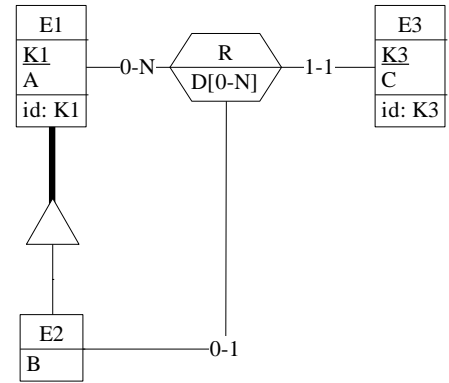 E1
K1
A
id: K1
0-N
R
D[0-N]
1-1
E3
K3
C
id: K3
E2
B
0-1